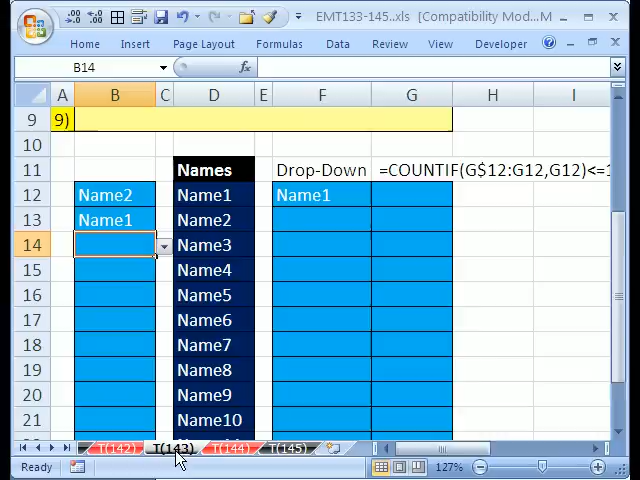 EMT133-145..xls [Compatibility Mod... M
Home Insert Page Layout Formulas Data Review View Developer
B14 fx
A B C D E F G H I
9 9)
10
11 Names Drop-Down =COUNTIF(G$12:G12,G12)<=1
12 Name2 Name1 Name1
13 Name1 Name2
14 Name3
15 Name4
16 Name5
17 Name6
18 Name7
19 Name8
20 Name9
21 Name10
T(142) T(143) T(144) T(145)
Ready 127%